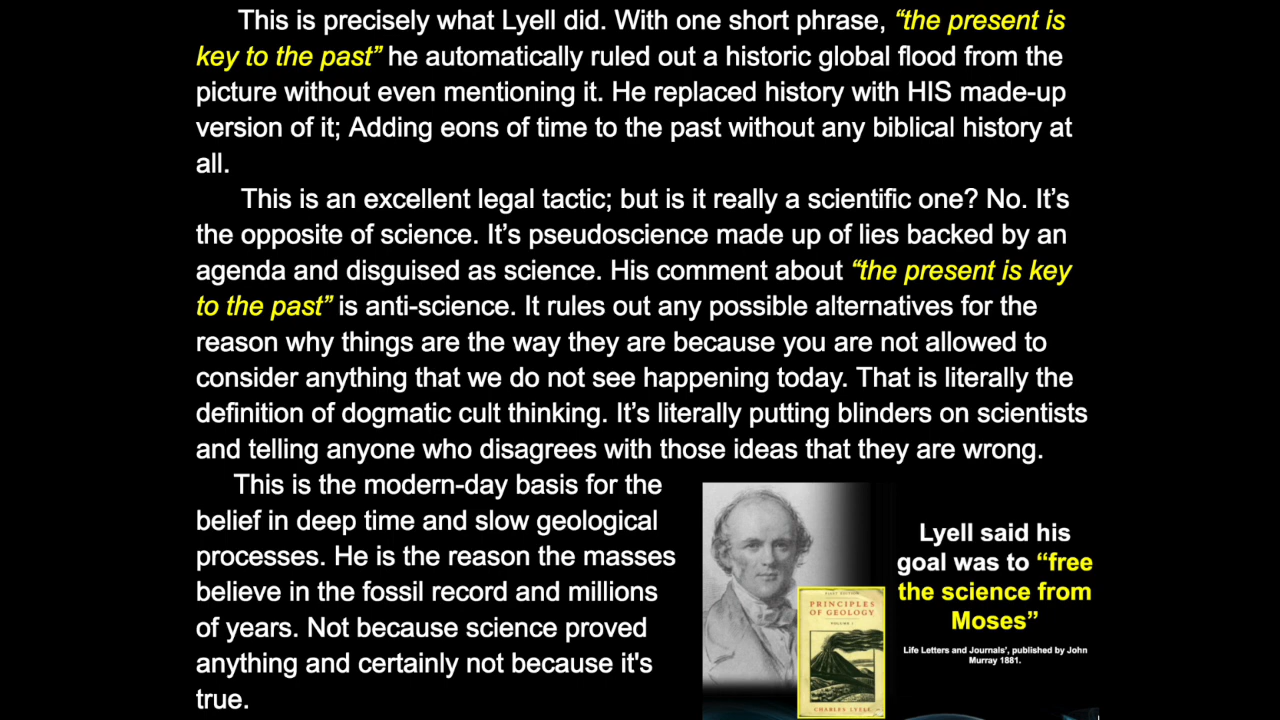 This is precisely what Lyell did. With one short phrase, “the present is
key to the past” he automatically ruled out a historic global flood from the
picture without even mentioning it. He replaced history with HIS made-up
version of it; Adding eons of time to the past without any biblical history at
all.
This is an excellent legal tactic; but is it really a scientific one? No. It’s
the opposite of science. It’s pseudoscience made up of lies backed by an
agenda and disguised as science. His comment about “the present is key
to the past” is anti-science. It rules out any possible alternatives for the
reason why things are the way they are because you are not allowed to
consider anything that we do not see happening today. That is literally the
definition of dogmatic cult thinking. It’s literally putting blinders on scientists
and telling anyone who disagrees with those ideas that they are wrong.
This is the modern-day basis for the
belief in deep time and slow geological
processes. He is the reason the masses
believe in the fossil record and millions
of years. Not because science proved
anything and certainly not because it's
true.
FIRST EDITION
PRINCIPLES
OF GEOLOGY
VOLUME I
CHARLES LYELL
Lyell said his
goal was to “free
the science from
Moses”
Life Letters and Journals’, published by John
Murray 1881.